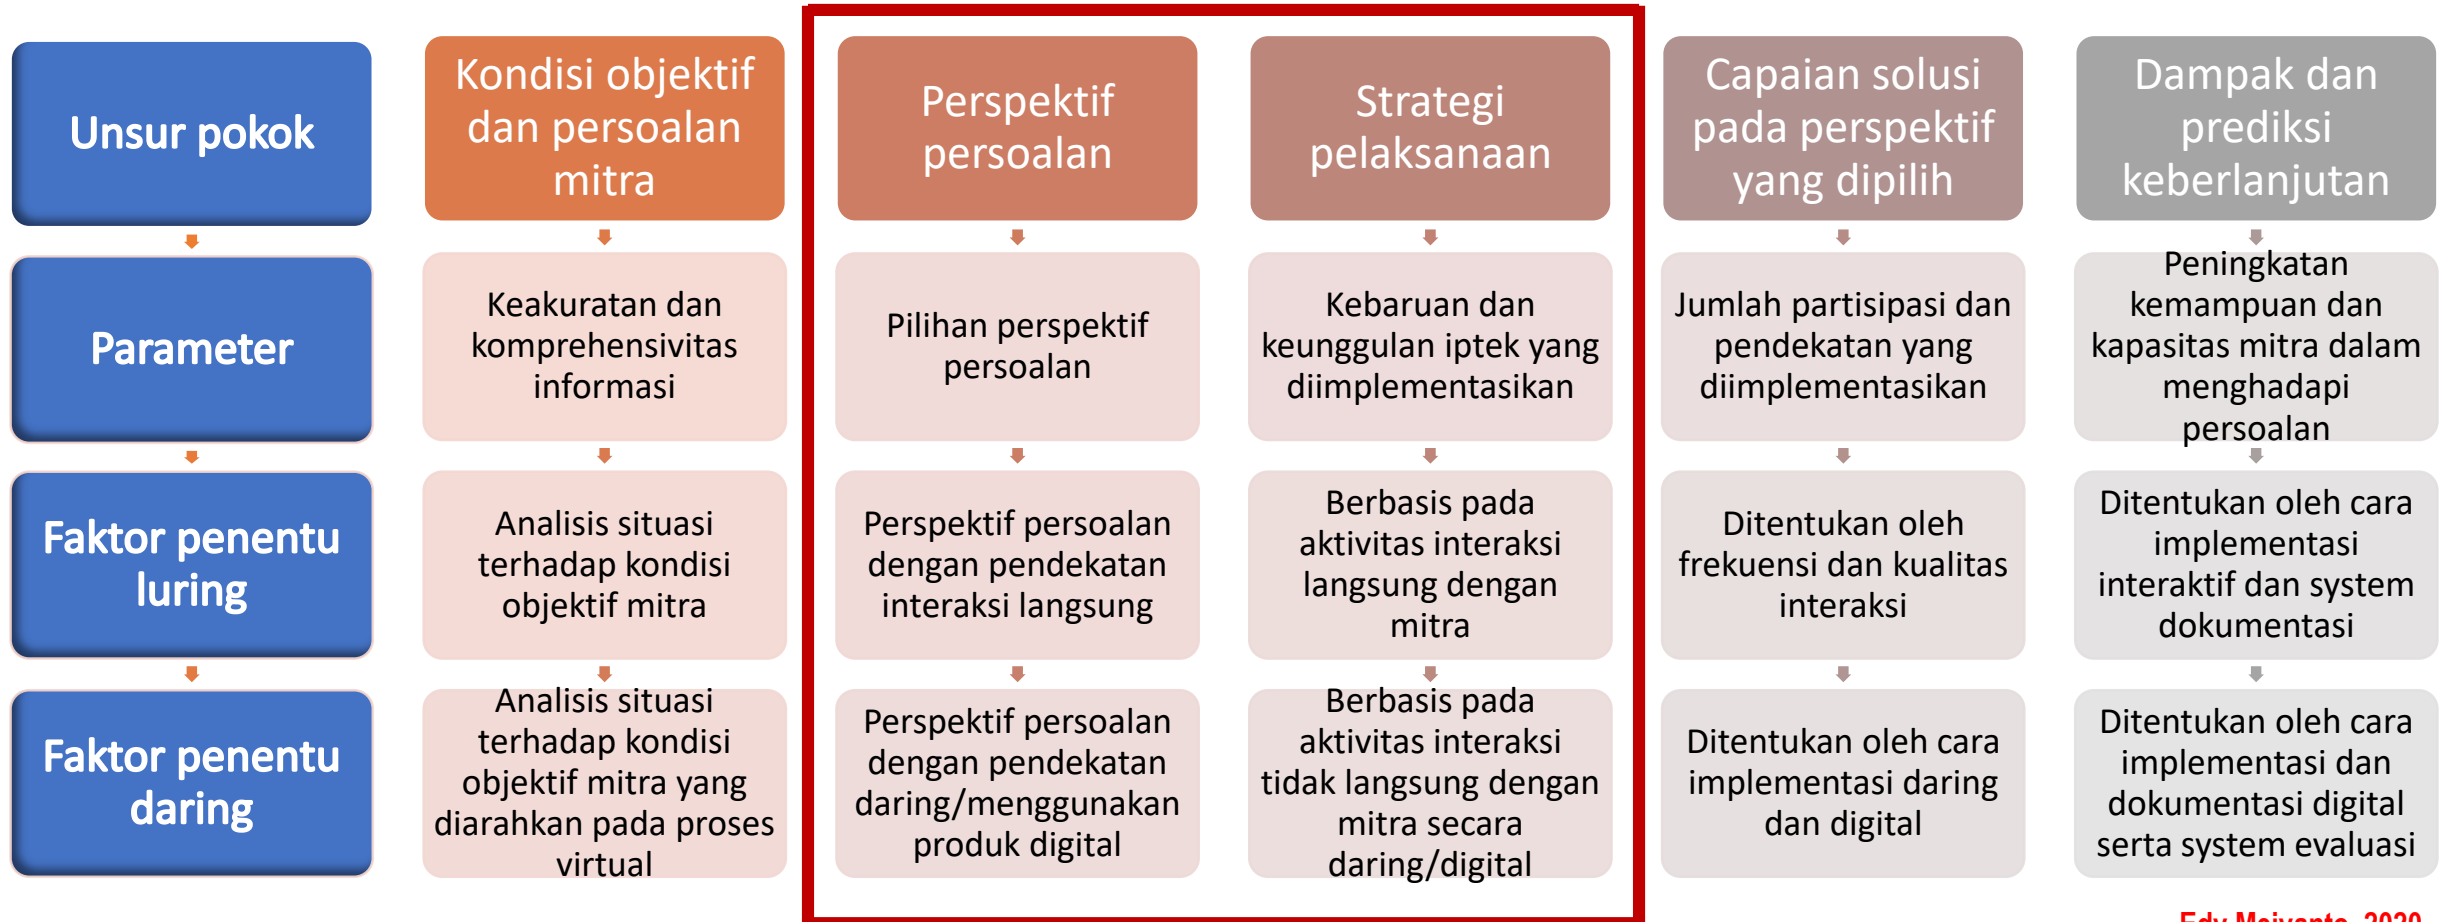 Unsur pokok
Kondisi objektif
dan persoalan
mitra
Perspektif
persoalan
Strategi
pelaksanaan
Capaian solusi
pada perspektif
yang dipilih
Dampak dan
prediksi
keberlanjutan
Parameter
Keakuratan dan
komprehensivitas
informasi
Pilihan perspektif
persoalan
Kebaruan dan
keunggulan iptek yang
diimplementasikan
Jumlah partisipasi dan
pendekatan yang
diimplementasikan
Peningkatan
kemampuan dan
kapasitas mitra dalam
menghadapi
persoalan
Faktor penentu
luring
Analisis situasi
terhadap kondisi
objektif mitra
Perspektif persoalan
dengan pendekatan
interaksi langsung
Berbasis pada
aktivitas interaksi
langsung dengan
mitra
Ditentukan oleh
frekuensi dan kualitas
interaksi
Ditentukan oleh cara
implementasi
interaktif dan system
dokumentasi
Faktor penentu
daring
Analisis situasi
terhadap kondisi
objektif mitra yang
diarahkan pada proses
virtual
Perspektif persoalan
dengan pendekatan
daring/menggunakan
produk digital
Berbasis pada
aktivitas interaksi
tidak langsung dengan
mitra secara
daring/digital
Ditentukan oleh cara
implementasi daring
dan digital
Ditentukan oleh cara
implementasi dan
dokumentasi digital
serta system evaluasi
Edy Meiyanto, 2020